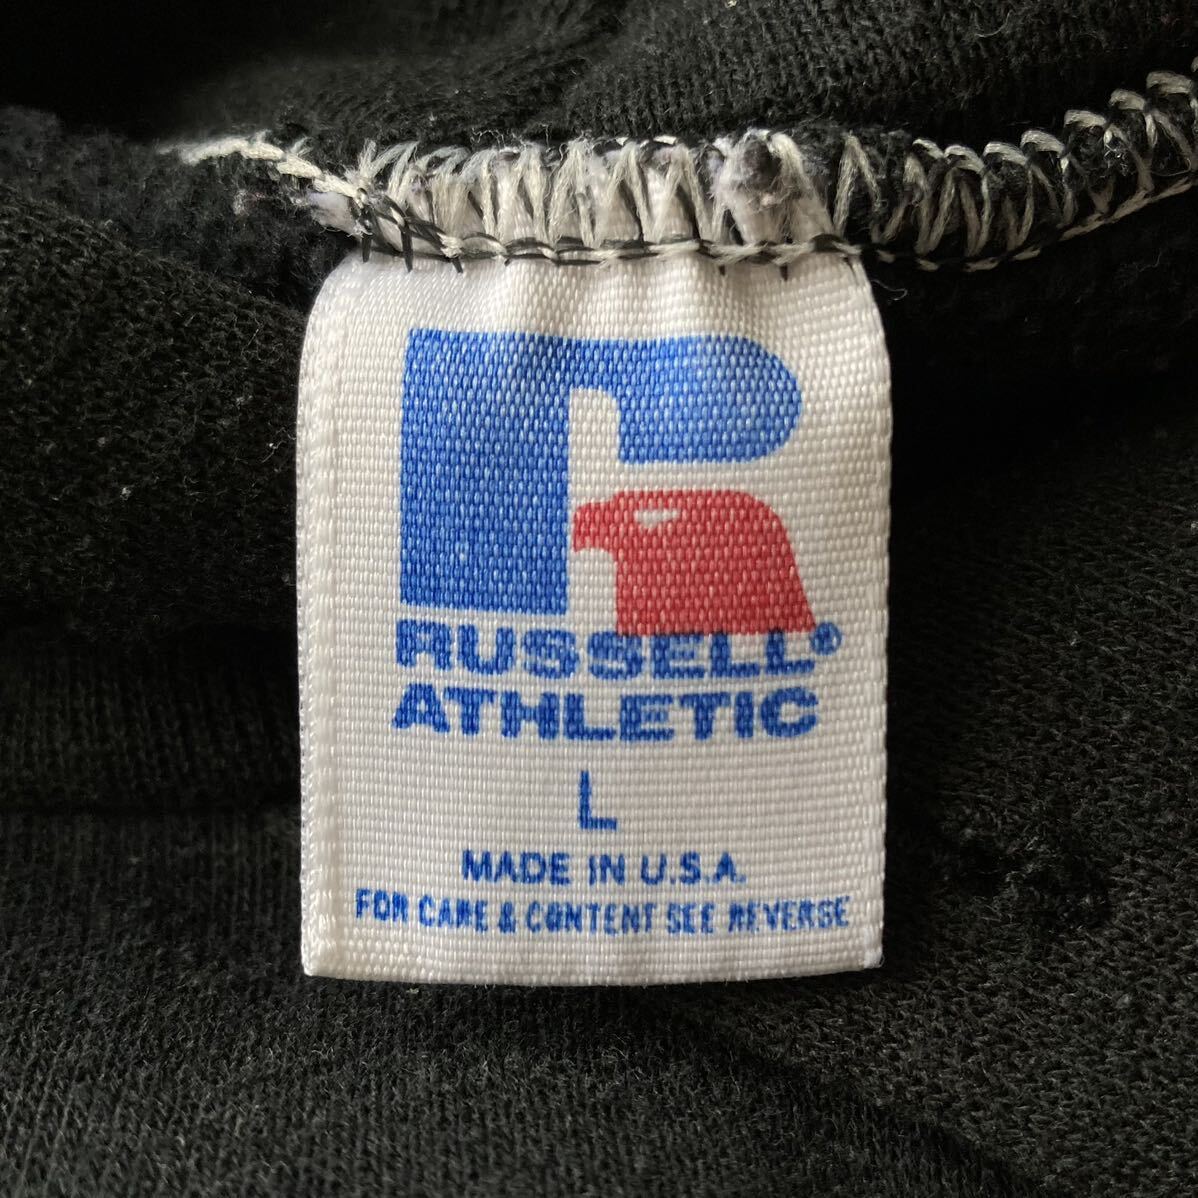 RUSSELL®
ATHLETIC
L
MADE IN U.S.A.
FOR CARE & CONTENT SEE REVERSE